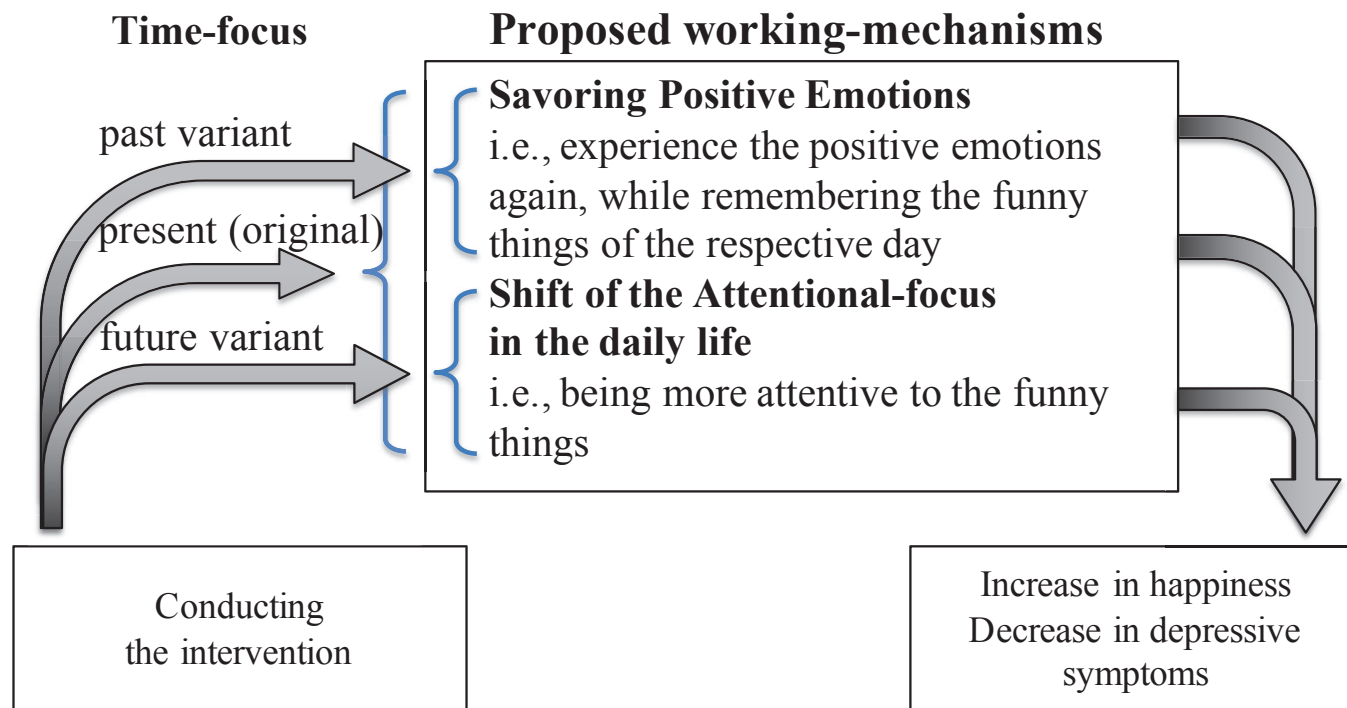 Time-focus
Proposed working-mechanisms
past variant
present (original)
future variant
Savoring Positive Emotions
i.e., experience the positive emotions
again, while remembering the funny
things of the respective day
Shift of the Attentional-focus
in the daily life
i.e., being more attentive to the funny
things
Conducting
the intervention
Increase in happiness
Decrease in depressive
symptoms